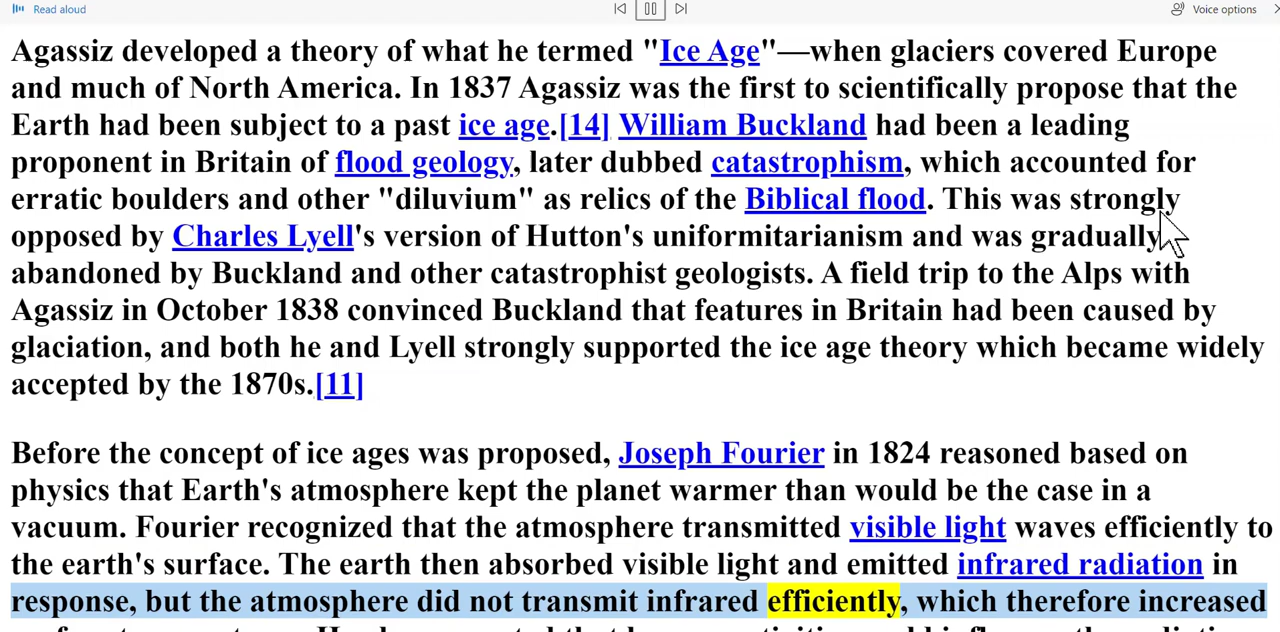 Read aloud
Voice options
Agassiz developed a theory of what he termed "Ice Age"—when glaciers covered Europe
and much of North America. In 1837 Agassiz was the first to scientifically propose that the
Earth had been subject to a past ice age.[14] William Buckland had been a leading
proponent in Britain of flood geology, later dubbed catastrophism, which accounted for
erratic boulders and other "diluvium" as relics of the Biblical flood. This was strongly
opposed by Charles Lyell's version of Hutton's uniformitarianism and was gradually
abandoned by Buckland and other catastrophist geologists. A field trip to the Alps with
Agassiz in October 1838 convinced Buckland that features in Britain had been caused by
glaciation, and both he and Lyell strongly supported the ice age theory which became widely
accepted by the 1870s.[11]
Before the concept of ice ages was proposed, Joseph Fourier in 1824 reasoned based on
physics that Earth's atmosphere kept the planet warmer than would be the case in a
vacuum. Fourier recognized that the atmosphere transmitted visible light waves efficiently to
the earth's surface. The earth then absorbed visible light and emitted infrared radiation in
response, but the atmosphere did not transmit infrared efficiently, which therefore increased